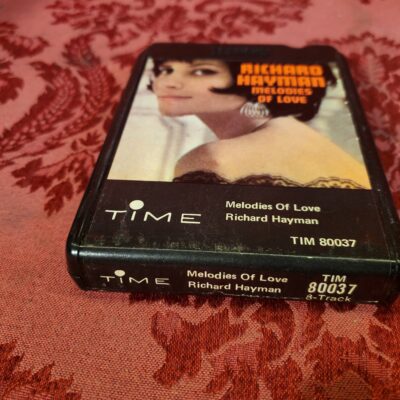 RICHARD
HAYMAN
MELODIES
OF LOVE
TIME
Melodies Of Love
Richard Hayman
TIM 80037
TIME
Melodies Of Love
Richard Hayman
TIM
80037
8-Track